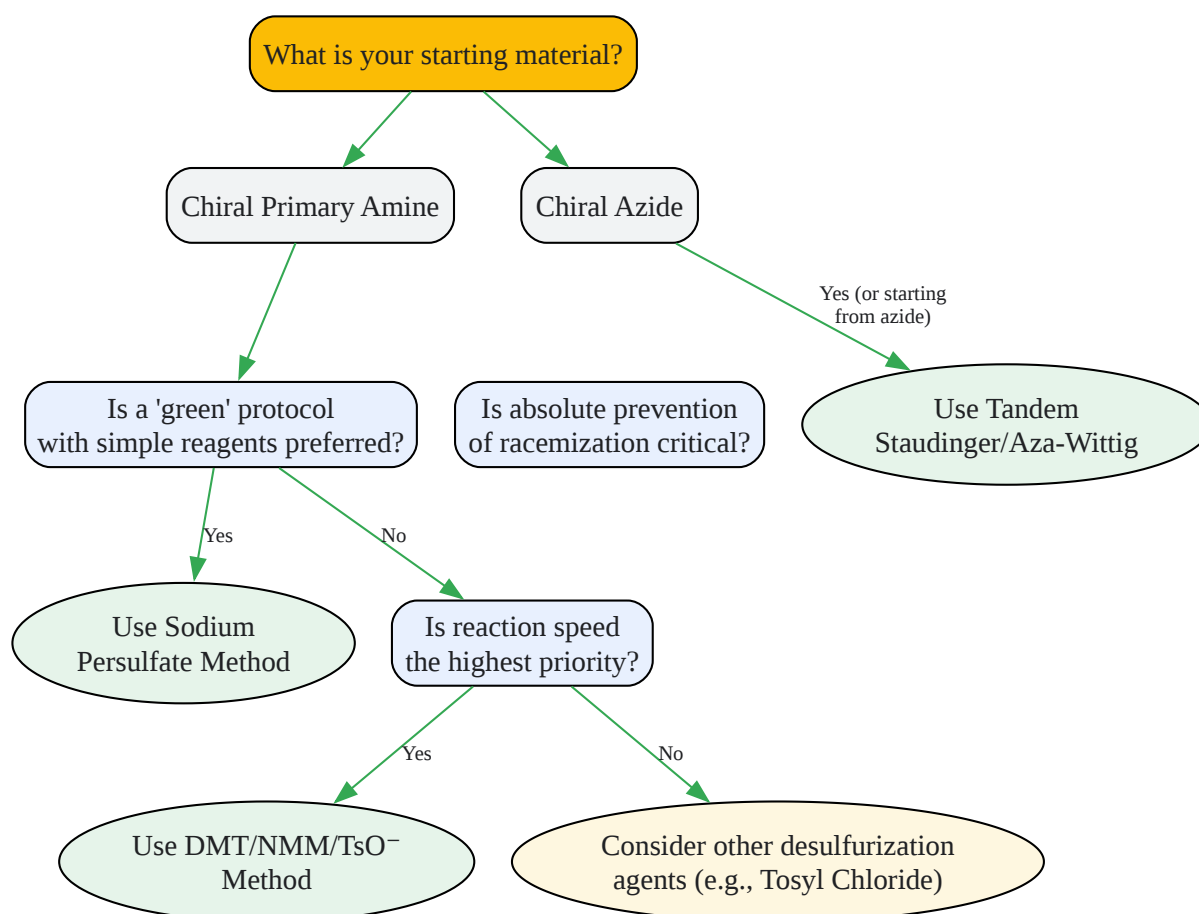 What is your starting material?
Chiral Primary Amine
Chiral Azide
Yes (or starting
from azide)
Is a 'green' protocol
with simple reagents preferred?
Is absolute prevention
of racemization critical?
Use Tandem
Staudinger/Aza-Wittig
Yes
No
Use Sodium
Persulfate Method
Is reaction speed
the highest priority?
Yes
No
Use DMT/NMM/TsO⁻
Method
Consider other desulfurization
agents (e.g., Tosyl Chloride)